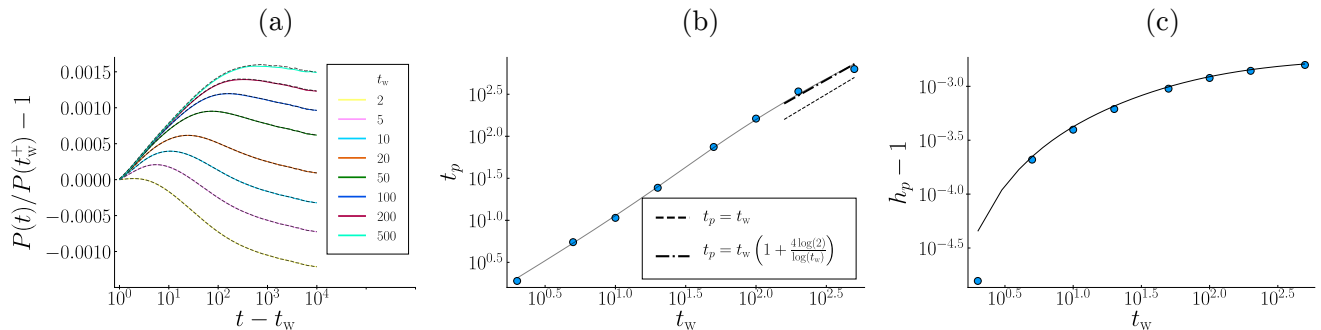 (a)
P(t)/P(t_w^+) − 1
0.0015
0.0010
0.0005
0.0000
−0.0005
−0.0010
10^0 10^1 10^2 10^3 10^4
t − t_w
t_w
2
5
10
20
50
100
200
500
(b)
t_p
10^2.5
10^2.0
10^1.5
10^1.0
10^0.5
10^0.5 10^1.0 10^1.5 10^2.0 10^2.5
t_w
t_p = t_w
t_p = t_w (1 + 4 log(2)/log(t_w))
(c)
h_p − 1
10^−3.0
10^−3.5
10^−4.0
10^−4.5
10^0.5 10^1.0 10^1.5 10^2.0 10^2.5
t_w